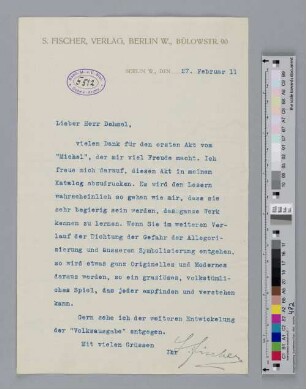 S. FISCHER, VERLAG, BERLIN W., BÜLOWSTR. 90
BERLIN W., DEN 27. Februar 11
Lieber Herr Dehmel,
vielen Dank für den ersten Akt vom
"Michel", der mir viel Freude macht. Ich
freue mich darauf, diesen Akt in meinem
Katalog abzudrucken. Es wird den Lesern
wahrscheinlich so gehen wie mir, dass sie
sehr begierig sein werden, das ganze Werk
kennen zu lernen. Wenn Sie im weiteren Ver-
lauf der Dichtung der Gefahr der Allegori-
sierung und äusseren Symbolisierung entgehen,
so wird etwas ganz Originelles und Modernes
daraus werden, so ein grandioses, volkstümli-
ches Spiel, das jeder empfinden und verstehen
kann.
Gern sehe ich der weiteren Entwickelung
der "Volksausgabe" entgegen.
Mit vielen Grüssen
Ihr SFischer